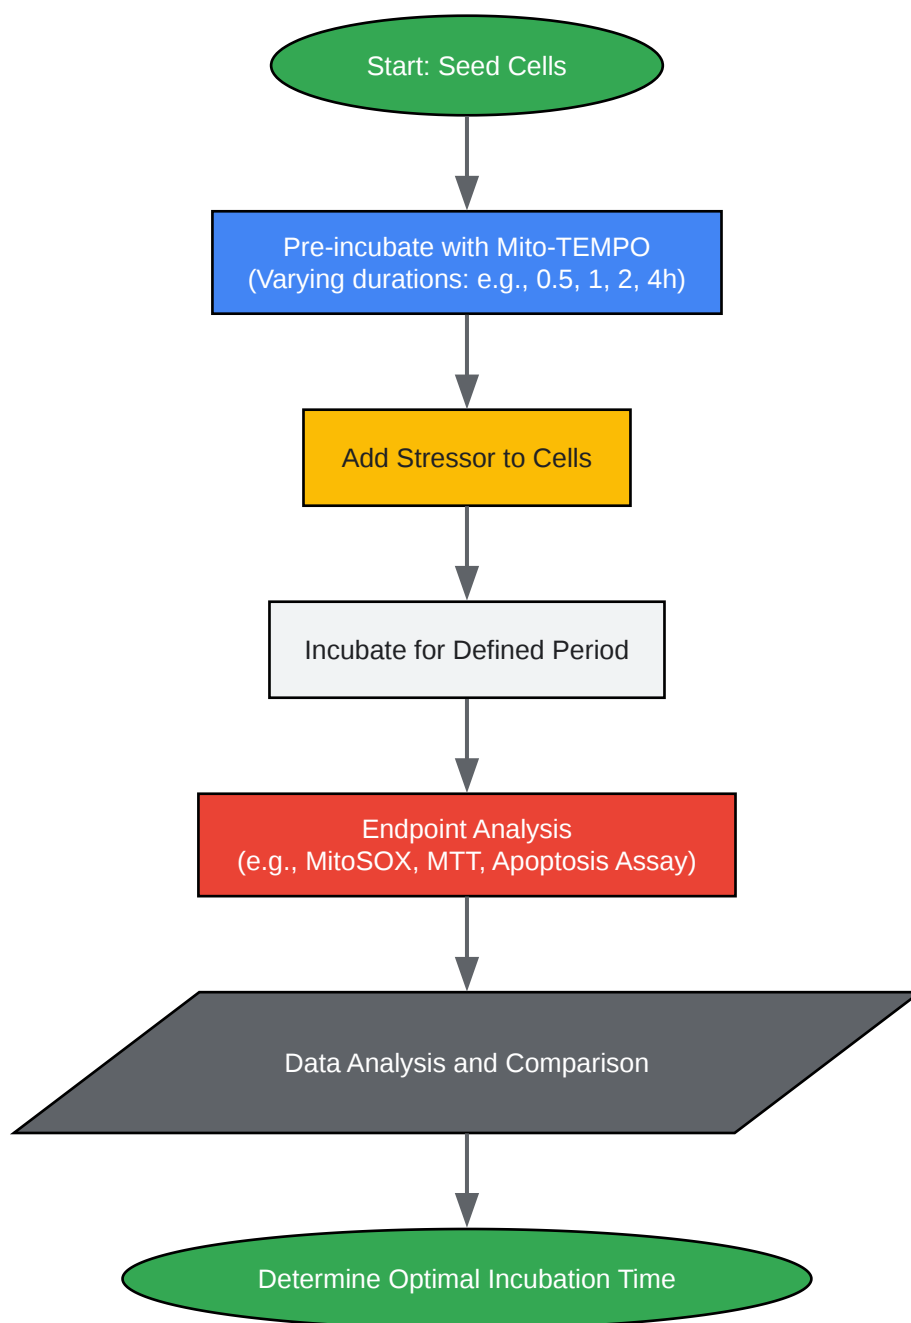 Start: Seed Cells
Pre-incubate with Mito-TEMPO
(Varying durations: e.g., 0.5, 1, 2, 4h)
Add Stressor to Cells
Incubate for Defined Period
Endpoint Analysis
(e.g., MitoSOX, MTT, Apoptosis Assay)
Data Analysis and Comparison
Determine Optimal Incubation Time